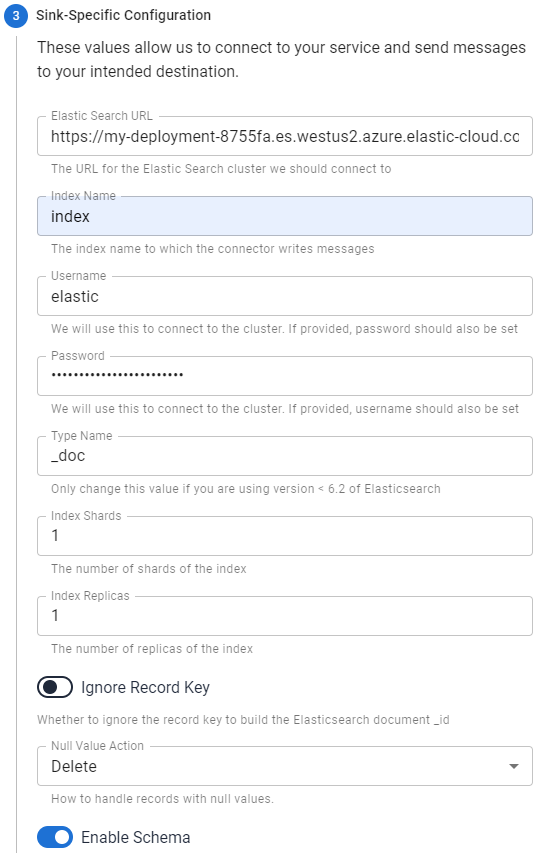 3 Sink-Specific Configuration
These values allow us to connect to your service and send messages
to your intended destination.
Elastic Search URL
https://my-deployment-8755fa.es.westus2.azure.elastic-cloud.cc
The URL for the Elastic Search cluster we should connect to
Index Name
index
The index name to which the connector writes messages
Username
elastic
We will use this to connect to the cluster. If provided, password should also be set
Password
••••••••••••••••••••••••
We will use this to connect to the cluster. If provided, username should also be set
Type Name
_doc
Only change this value if you are using version < 6.2 of Elasticsearch
Index Shards
1
The number of shards of the index
Index Replicas
1
The number of replicas of the index
Ignore Record Key
Whether to ignore the record key to build the Elasticsearch document _id
Null Value Action
Delete
How to handle records with null values.
Enable Schema